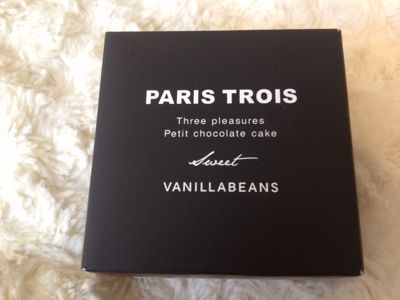 PARIS TROIS
Three pleasures
Petit chocolate cake
Sweet
VANILLABEANS